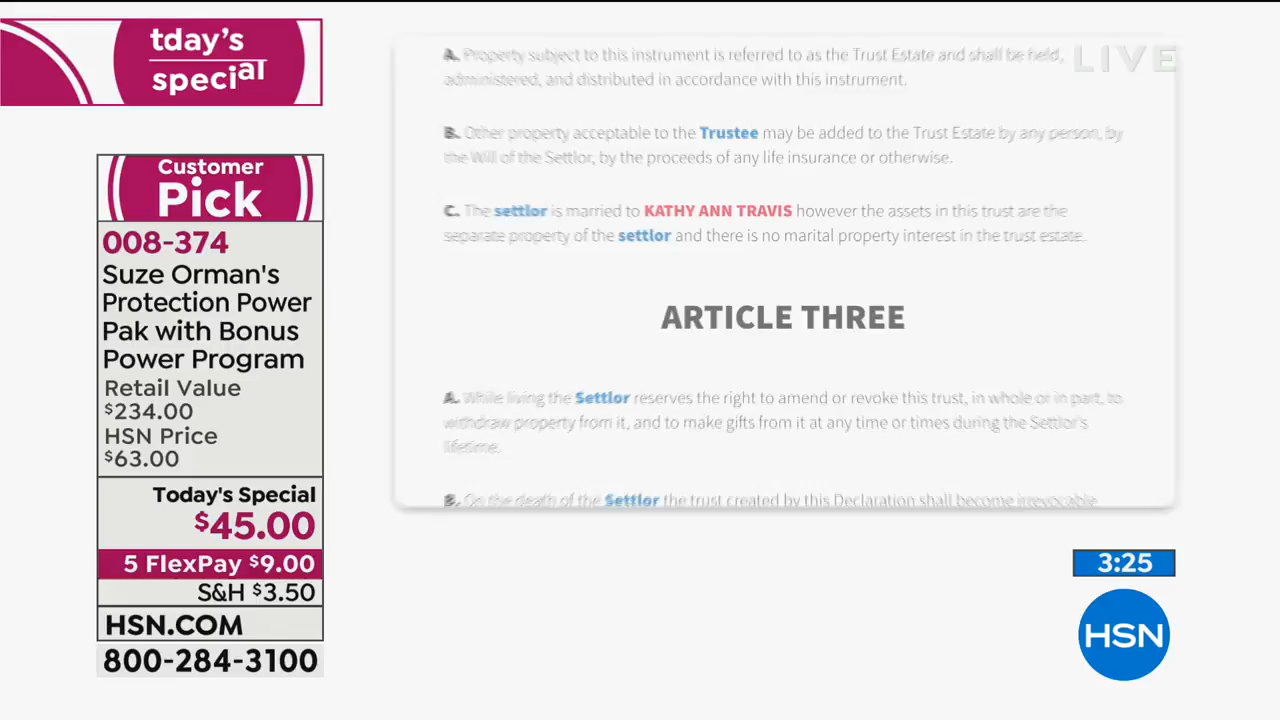 tday's
special
LIVE
A. Property subject to this instrument is referred to as the Trust Estate and shall be held,
administered, and distributed in accordance with this instrument.
B. Other property acceptable to the Trustee may be added to the Trust Estate by any person, by
the Will of the Settlor, by the proceeds of any life insurance or otherwise.
C. The settlor is married to KATHY ANN TRAVIS however the assets in this trust are the
separate property of the settlor and there is no marital property interest in the trust estate.
ARTICLE THREE
A. While living the Settlor reserves the right to amend or revoke this trust, in whole or in part, to
withdraw property from it, and to make gifts from it at any time or times during the Settlor's
lifetime.
B. On the death of the Settlor the trust created by this Declaration shall become irrevocable
Customer
Pick
008-374
Suze Orman's
Protection Power
Pak with Bonus
Power Program
Retail Value
$234.00
HSN Price
$63.00
Today's Special
$45.00
5 FlexPay $9.00
S&H $3.50
HSN.COM
800-284-3100
3:25
HSN